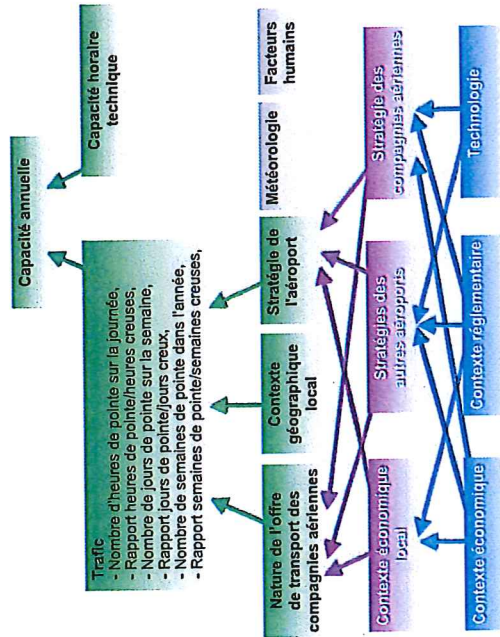 Capacité annuelle
Capacité horaire
technique
Trafic
- Nombre d'heures de pointe sur la journée,
- Rapport heures de pointe/heures creuses,
- Nombre de jours de pointe sur la semaine,
- Rapport jours de pointe/jours creux,
- Nombre de semaines de pointe dans l'année,
- Rapport semaines de pointe/semaines creuses,
Nature de l'offre
de transport des
compagnies aériennes
Contexte
géographique
local
Stratégie de
l'aéroport
Météorologie
Facteurs
humains
Contexte économique
local
Stratégies des
autres aéroports
Stratégie des
compagnies aériennes
Contexte économique
Contexte réglementaire
Technologie